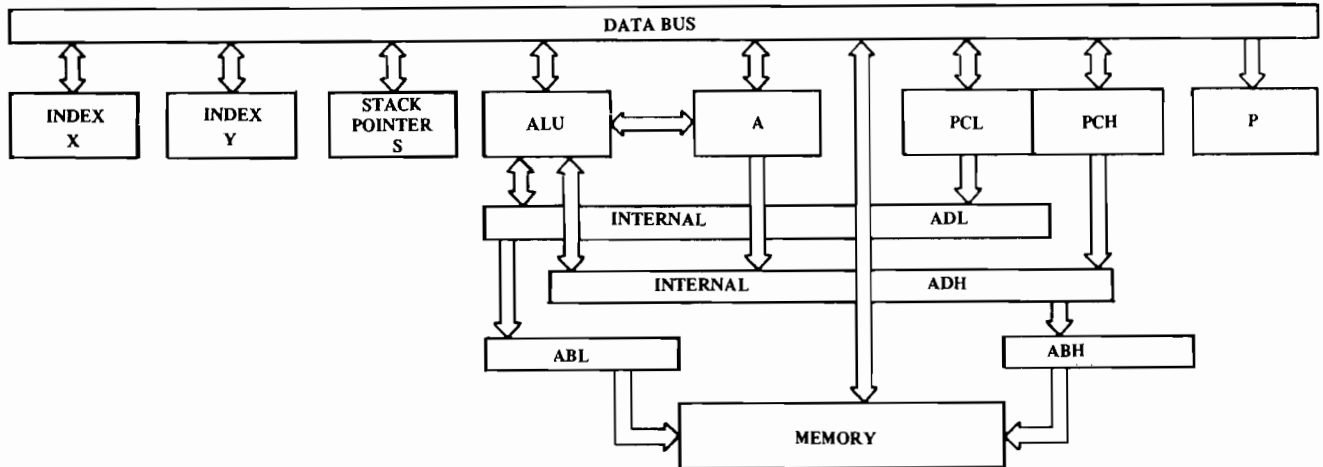 DATA BUS
INDEX
X
INDEX
Y
STACK
POINTER
S
ALU
A
PCL
PCH
P
INTERNAL ADL
INTERNAL ADH
ABL
ABH
MEMORY